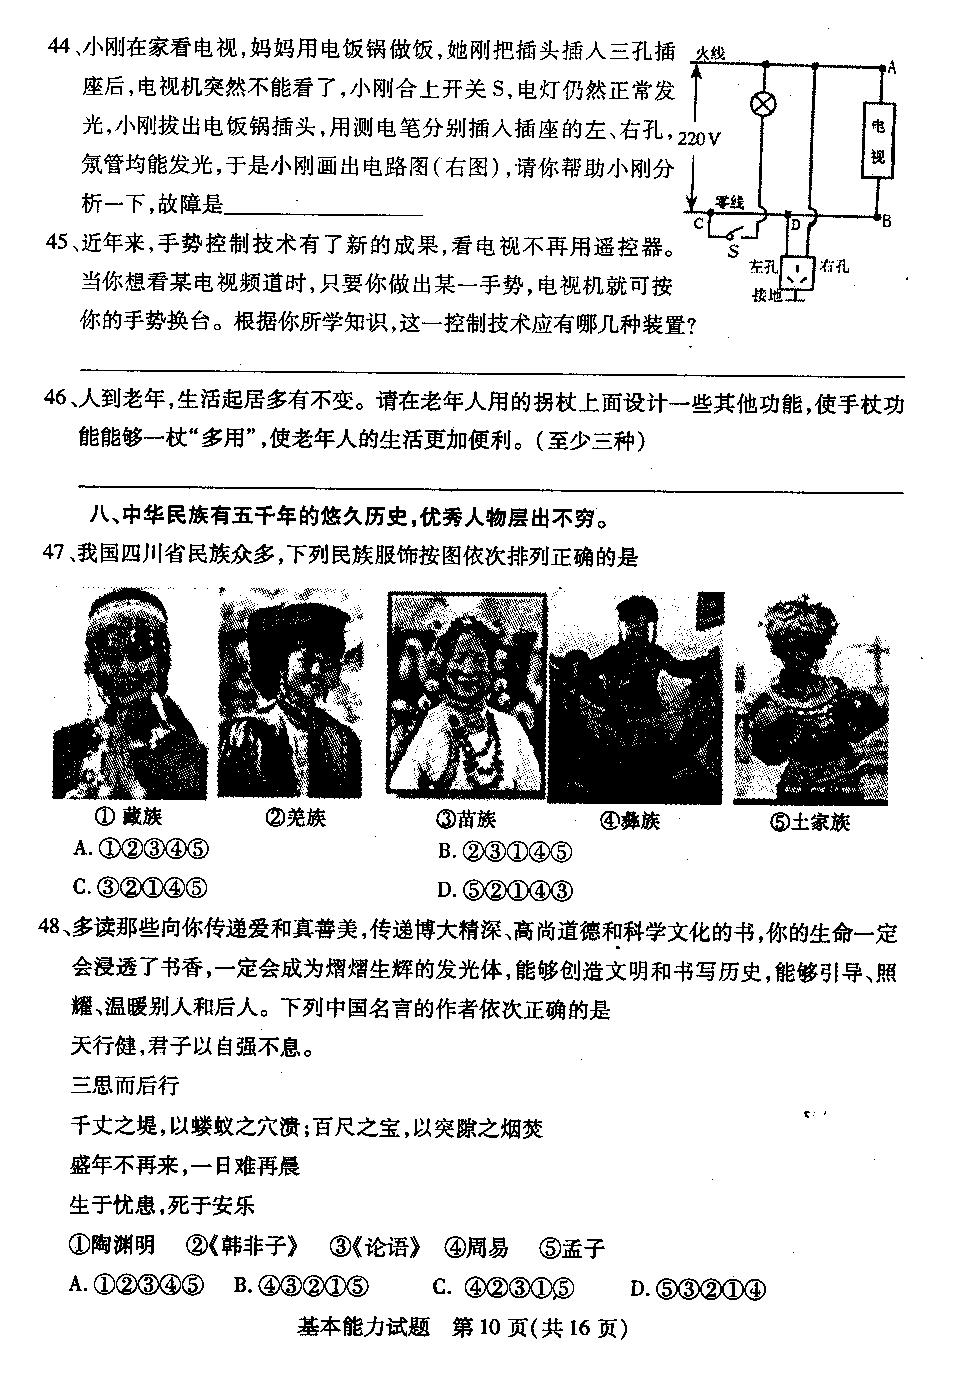 44、小刚在家看电视,妈妈用电饭锅做饭,她刚把插头插入三孔插
座后,电视机突然不能看了,小刚合上开关 S,电灯仍然正常发
光,小刚拔出电饭锅插头,用测电笔分别插入插座的左、右孔,
氖管均能发光,于是小刚画出电路图(右图),请你帮助小刚分
析一下,故障是
火线
A
220V
电视
零线
C
D
B
S
左孔
右孔
接地
45、近年来,手势控制技术有了新的成果,看电视不再用遥控器。
当你想看某电视频道时,只要你做出某一手势,电视机就可按
你的手势换台。根据你所学知识,这一控制技术应有哪几种装置?
46、人到老年,生活起居多有不变。请在老年人用的拐杖上面设计一些其他功能,使手杖功
能能够一杖“多用”,使老年人的生活更加便利。(至少三种)
八、中华民族有五千年的悠久历史,优秀人物层出不穷。
47、我国四川省民族众多,下列民族服饰按图依次排列正确的是
① 藏族 ②羌族 ③苗族 ④彝族 ⑤土家族
A. ①②③④⑤ B. ②③①④⑤
C. ③②①④⑤ D. ⑤②①④③
48、多读那些向你传递爱和真善美,传递博大精深、高尚道德和科学文化的书,你的生命一定
会浸透了书香,一定会成为熠熠生辉的发光体,能够创造文明和书写历史,能够引导、照
耀、温暖别人和后人。下列中国名言的作者依次正确的是
天行健,君子以自强不息。
三思而后行
千丈之堤,以蝼蚁之穴溃;百尺之宝,以突隙之烟焚
盛年不再来,一日难再晨
生于忧患,死于安乐
①陶渊明 ②《韩非子》 ③《论语》 ④周易 ⑤孟子
A. ①②③④⑤ B. ④③②①⑤ C. ④②③①⑤ D. ⑤③②①④
基本能力试题 第 10 页(共 16 页)